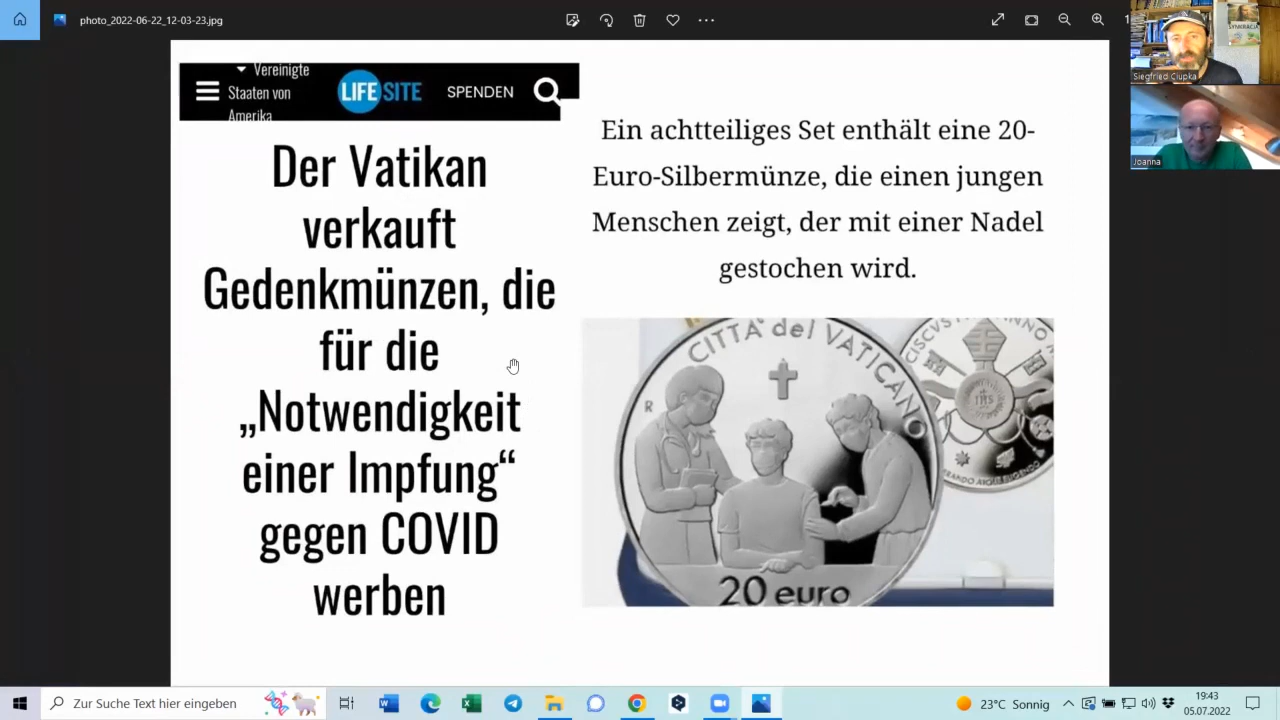 photo_2022-06-22_12-03-23.jpg
Siegfried Ciupka
Joanna
Vereinigte
Staaten von
Amerika
LIFESITE
SPENDEN
Der Vatikan
verkauft
Gedenkmünzen, die
für die
„Notwendigkeit
einer Impfung“
gegen COVID
werben
Ein achtteiliges Set enthält eine 20-
Euro-Silbermünze, die einen jungen
Menschen zeigt, der mit einer Nadel
gestochen wird.
CITTÀ del VATICANO
R
20 euro
IHS
Zur Suche Text hier eingeben
23°C Sonnig
19:43
05.07.2022